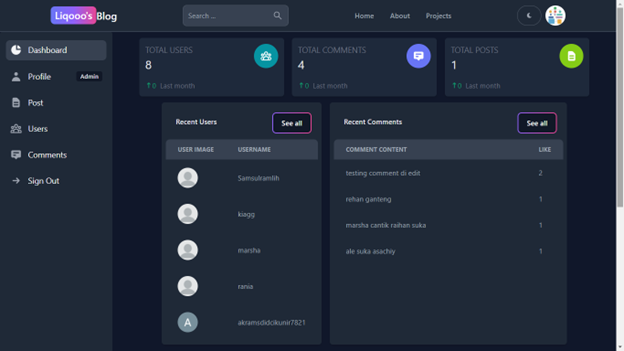 Liqooo's Blog
Search ...
Home About Projects
Dashboard
Profile Admin
Post
Users
Comments
Sign Out
TOTAL USERS
8
0 Last month
TOTAL COMMENTS
4
0 Last month
TOTAL POSTS
1
0 Last month
Recent Users See all
USER IMAGE USERNAME
Samsulramlih
kiagg
marsha
rania
A akramsdidcikunir7821
Recent Comments See all
COMMENT CONTENT LIKE
testing comment di edit 2
rehan ganteng 1
marsha cantik raihan suka 1
ale suka asachiy 1